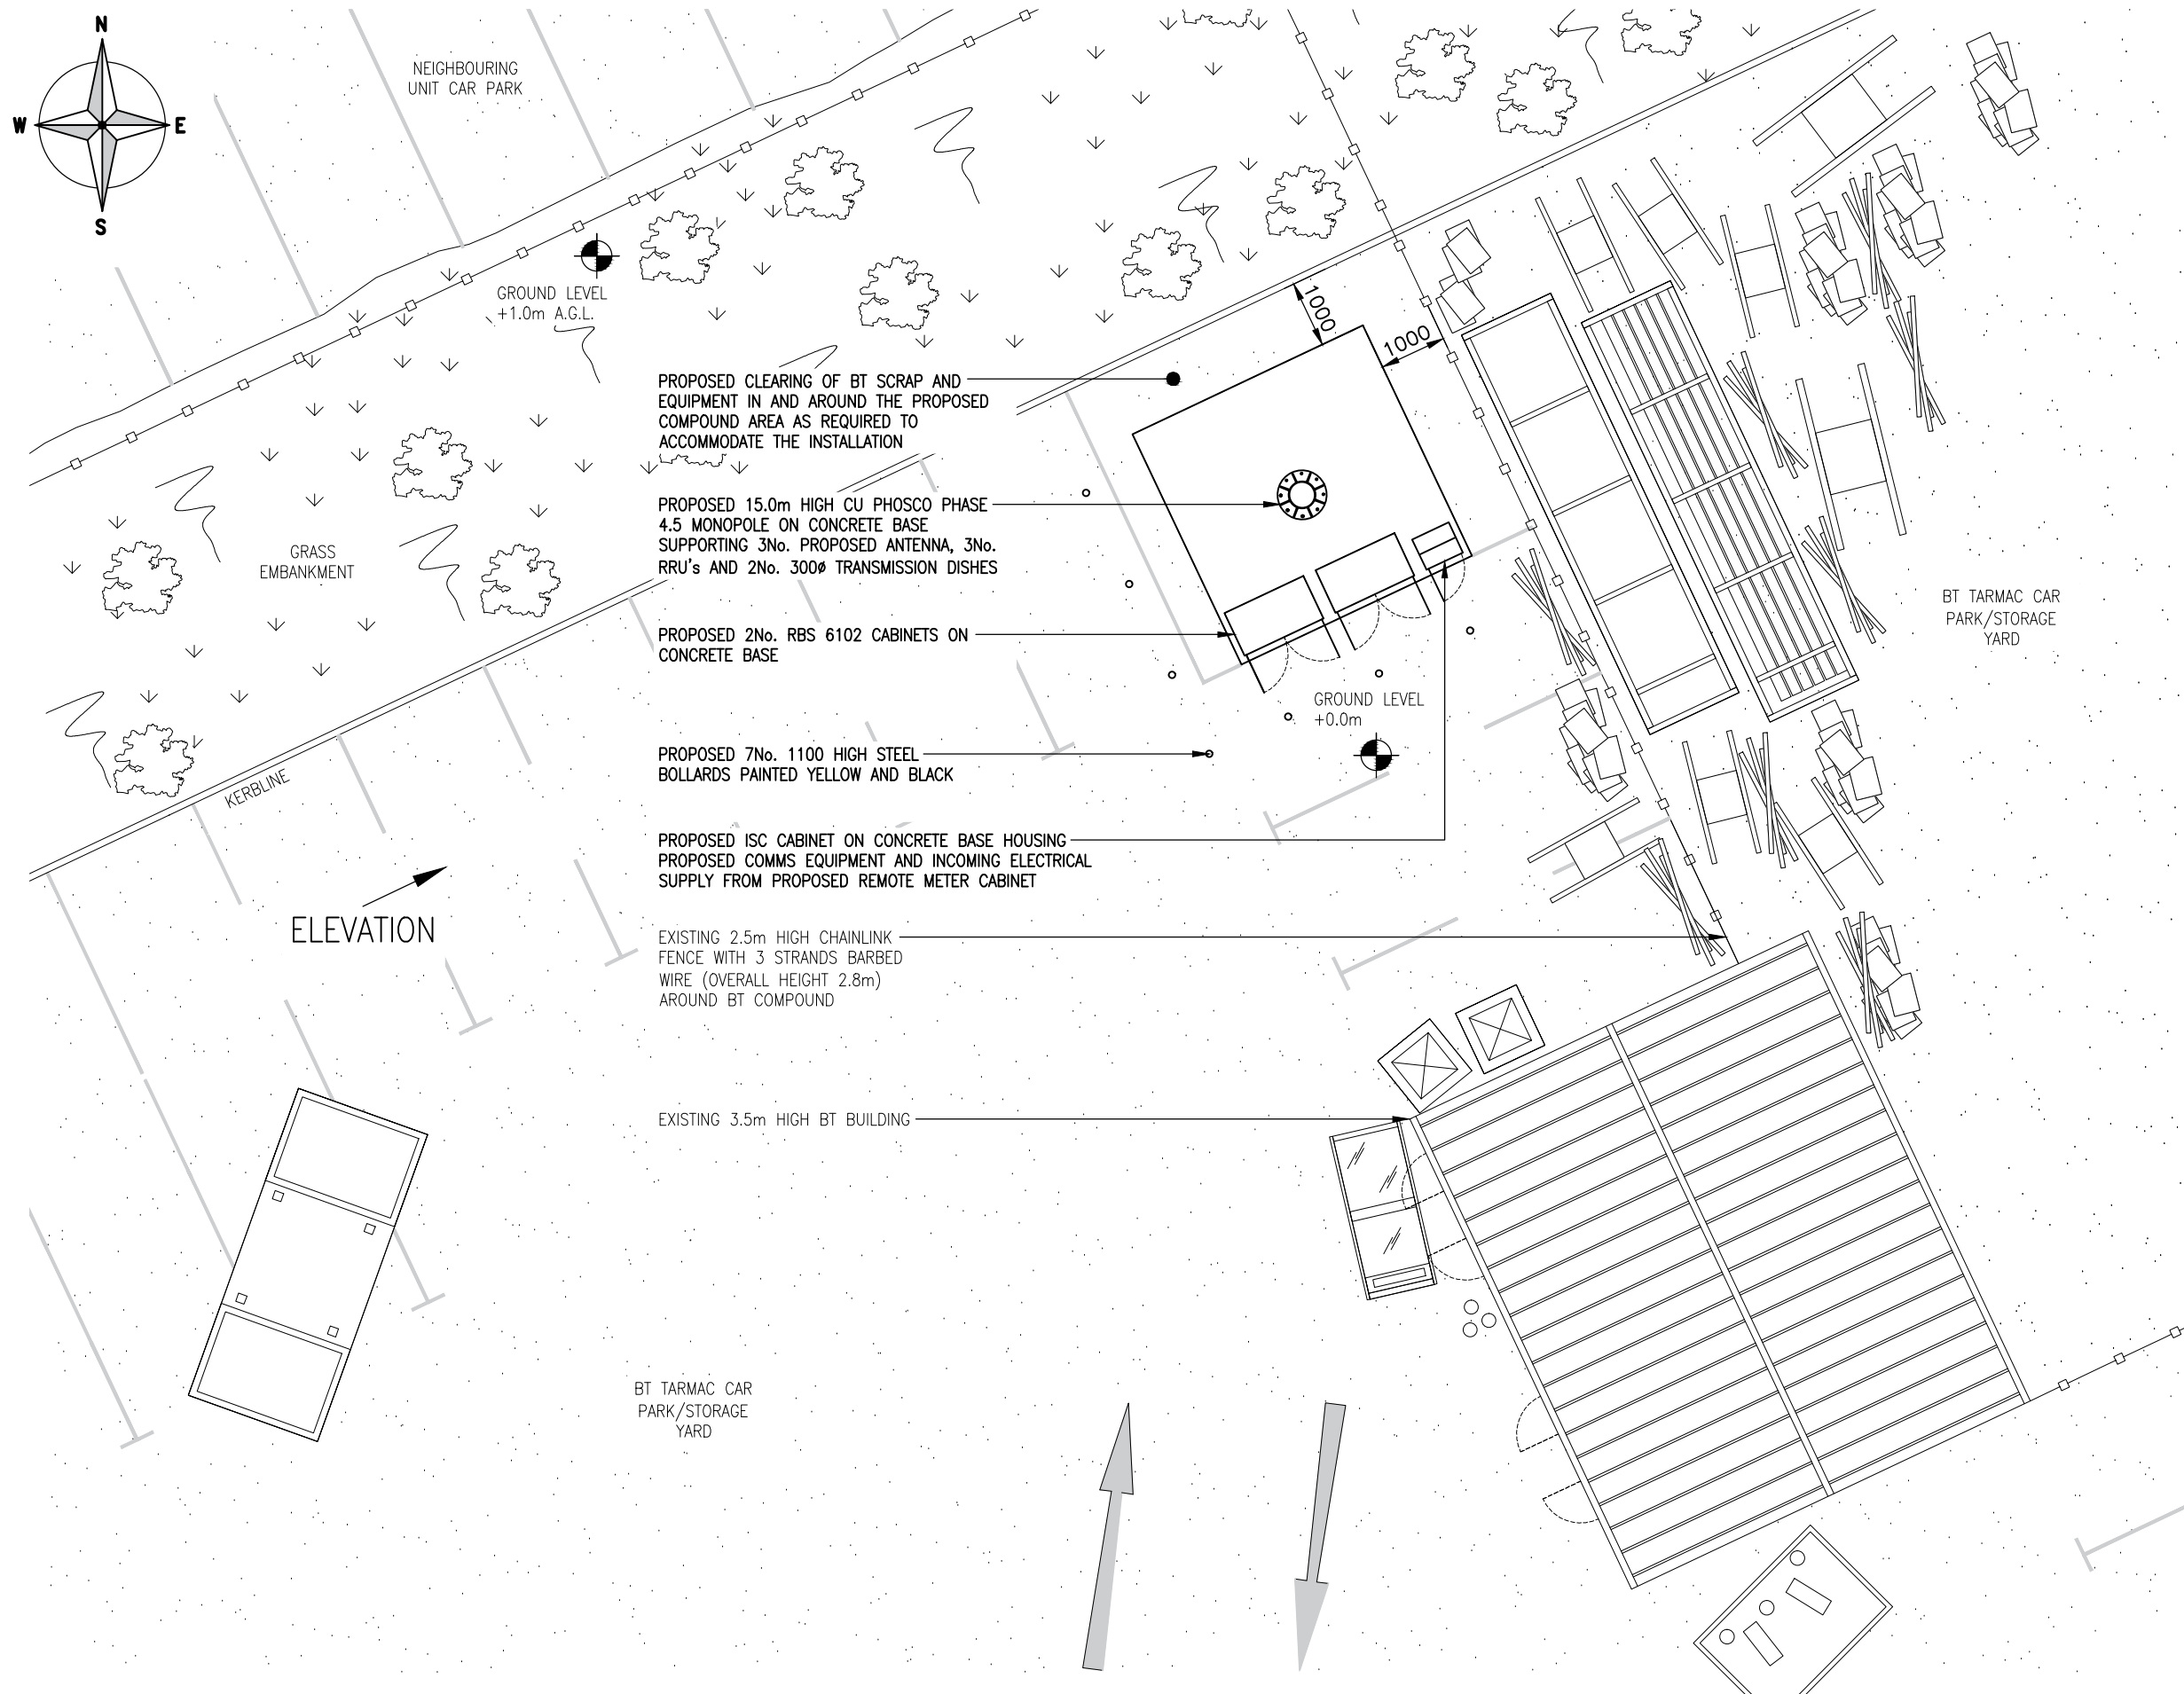 N
W
E
S
NEIGHBOURING
UNIT CAR PARK
GROUND LEVEL
+1.0m A.G.L.
1000
1000
PROPOSED CLEARING OF BT SCRAP AND
EQUIPMENT IN AND AROUND THE PROPOSED
COMPOUND AREA AS REQUIRED TO
ACCOMMODATE THE INSTALLATION
PROPOSED 15.0m HIGH CU PHOSCO PHASE
4.5 MONOPOLE ON CONCRETE BASE
SUPPORTING 3No. PROPOSED ANTENNA, 3No.
RRU's AND 2No. 300ø TRANSMISSION DISHES
GRASS
EMBANKMENT
BT TARMAC CAR
PARK/STORAGE
YARD
PROPOSED 2No. RBS 6102 CABINETS ON
CONCRETE BASE
GROUND LEVEL
+0.0m
PROPOSED 7No. 1100 HIGH STEEL
BOLLARDS PAINTED YELLOW AND BLACK
KERBLINE
PROPOSED ISC CABINET ON CONCRETE BASE HOUSING
PROPOSED COMMS EQUIPMENT AND INCOMING ELECTRICAL
SUPPLY FROM PROPOSED REMOTE METER CABINET
ELEVATION
EXISTING 2.5m HIGH CHAINLINK
FENCE WITH 3 STRANDS BARBED
WIRE (OVERALL HEIGHT 2.8m)
AROUND BT COMPOUND
EXISTING 3.5m HIGH BT BUILDING
BT TARMAC CAR
PARK/STORAGE
YARD